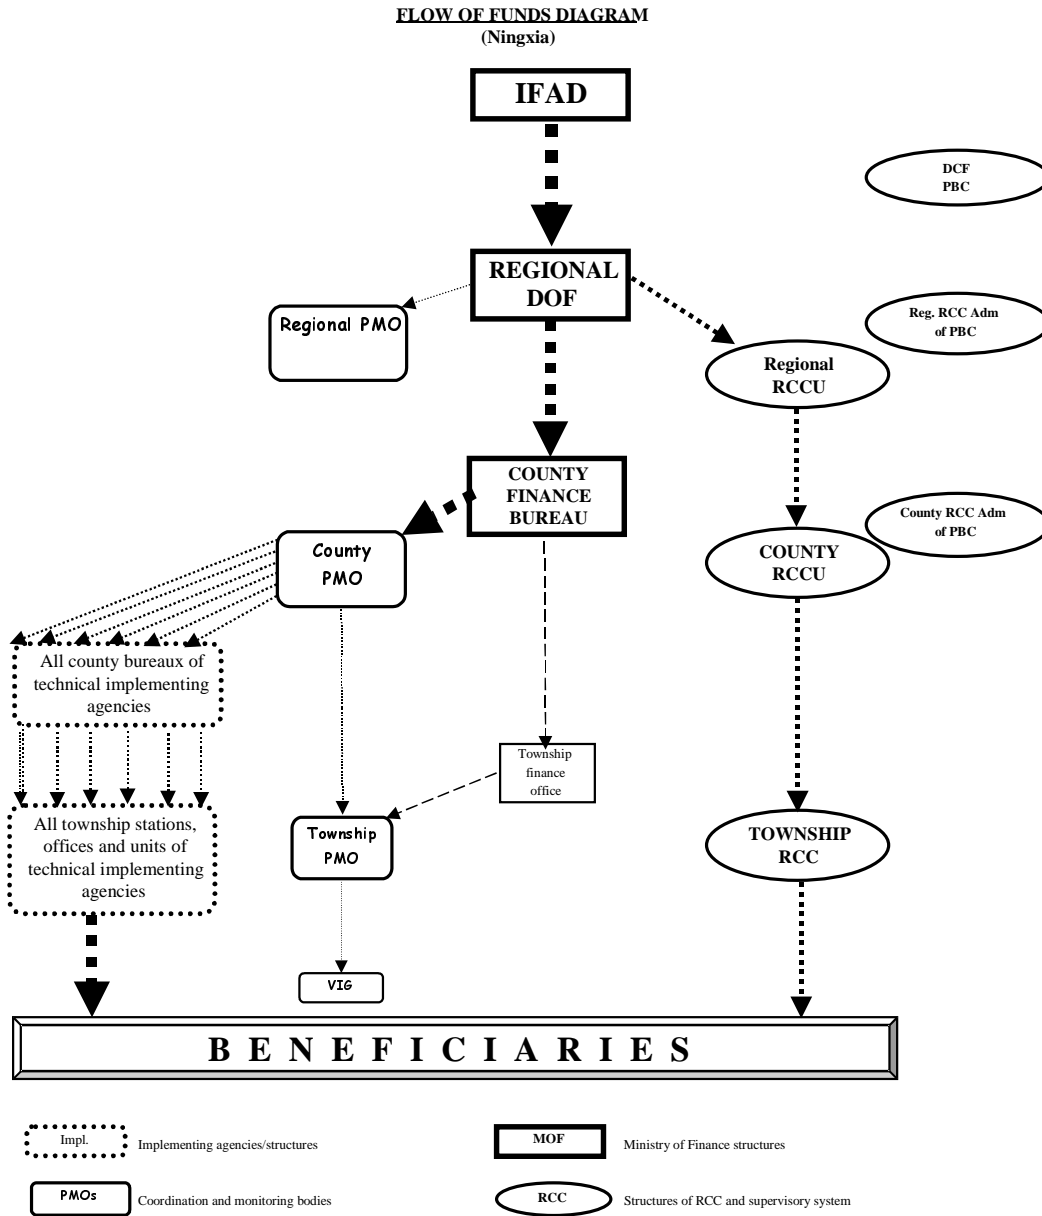 FLOW OF FUNDS DIAGRAM
(Ningxia)
IFAD
DCF
PBC
REGIONAL
DOF
Regional PMO
Reg. RCC Adm
of PBC
Regional
RCCU
COUNTY
FINANCE
BUREAU
County RCC Adm
of PBC
County
PMO
COUNTY
RCCU
All county bureaux of
technical implementing
agencies
Township
finance
office
All township stations,
offices and units of
technical implementing
agencies
Township
PMO
TOWNSHIP
RCC
VIG
BENEFICIARIES
Impl.
Implementing agencies/structures
MOF
Ministry of Finance structures
PMOs
Coordination and monitoring bodies
RCC
Structures of RCC and supervisory system